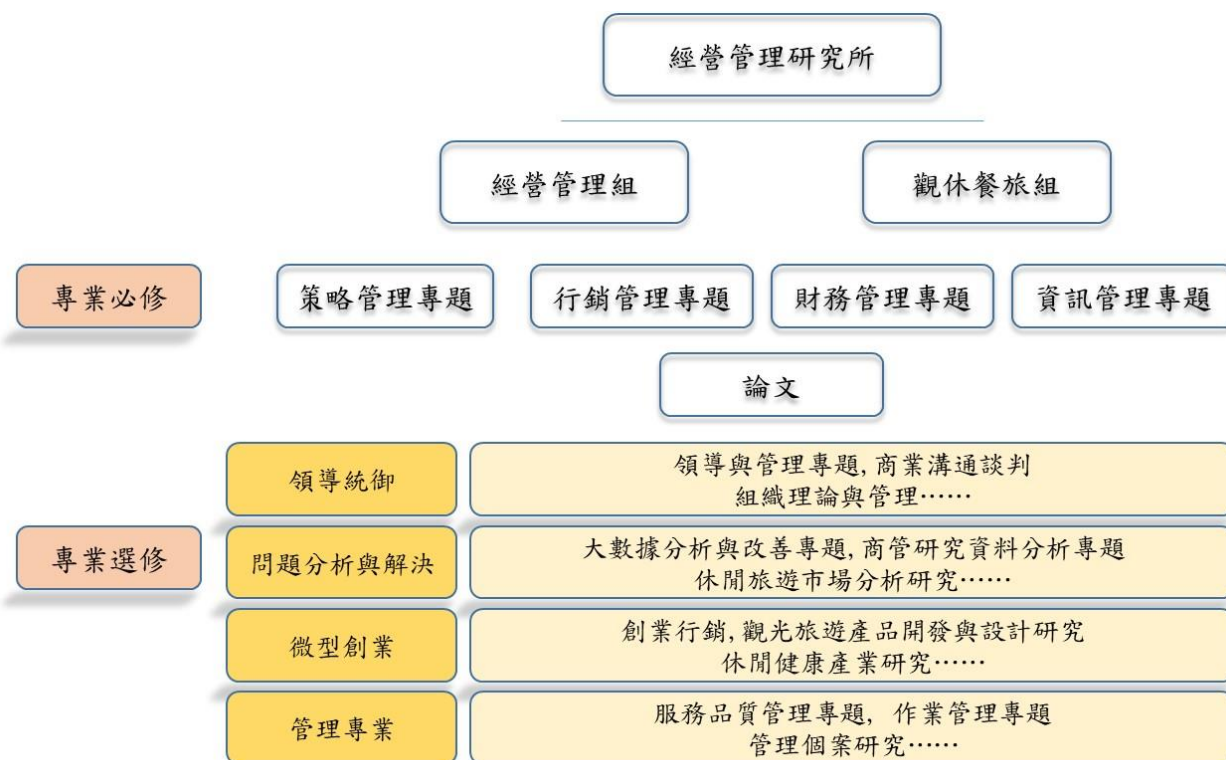 經營管理研究所
經營管理組
觀休餐旅組
專業必修
策略管理專題
行銷管理專題
財務管理專題
資訊管理專題
論文
專業選修
領導統御
領導與管理專題,商業溝通談判
組織理論與管理……
問題分析與解決
大數據分析與改善專題,商管研究資料分析專題
休閒旅遊市場分析研究……
微型創業
創業行銷,觀光旅遊產品開發與設計研究
休閒健康產業研究……
管理專業
服務品質管理專題, 作業管理專題
管理個案研究……